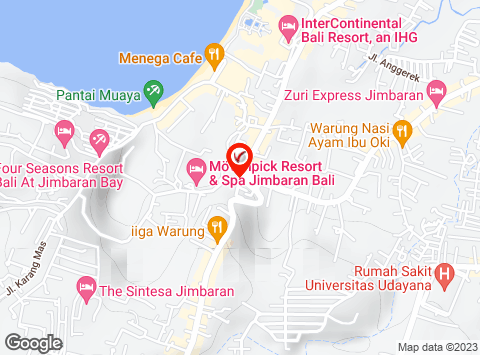 InterContinental
Bali Resort, an IHG
Menega Cafe
Jl. Anggerek
Pantai Muaya
Zuri Express Jimbaran
Warung Nasi
Ayam Ibu Oki
Four Seasons Resort
Bali At Jimbaran Bay
Mö npick Resort
& Spa Jimbaran Bali
iiga Warung
Jl. Karang Mas
The Sintesa Jimbaran
Rumah Sakit
Universitas Udayana
Google
Map data ©2023